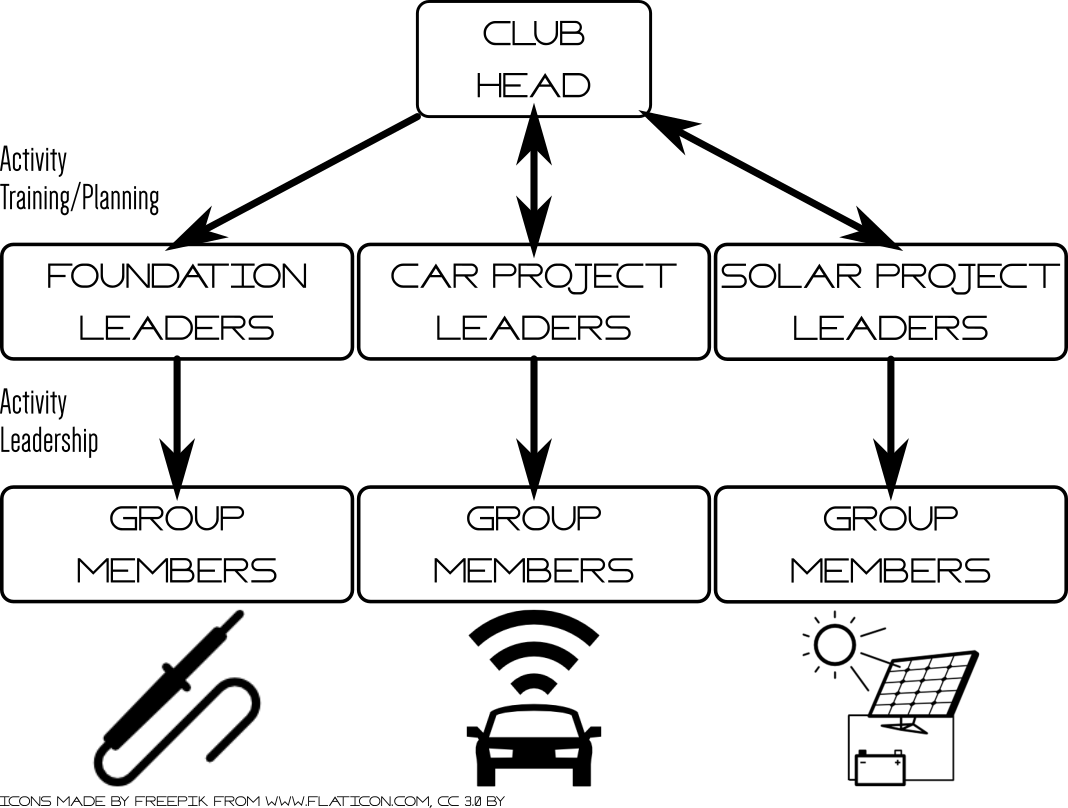 CLUB
HEAD
Activity
Training/Planning
FOUNDATION
LEADERS
CAR PROJECT
LEADERS
SOLAR PROJECT
LEADERS
Activity
Leadership
GROUP
MEMBERS
GROUP
MEMBERS
GROUP
MEMBERS
- +
ICONS MADE BY FREEPIK FROM WWW.FLATICON.COM, CC 3.0 BY